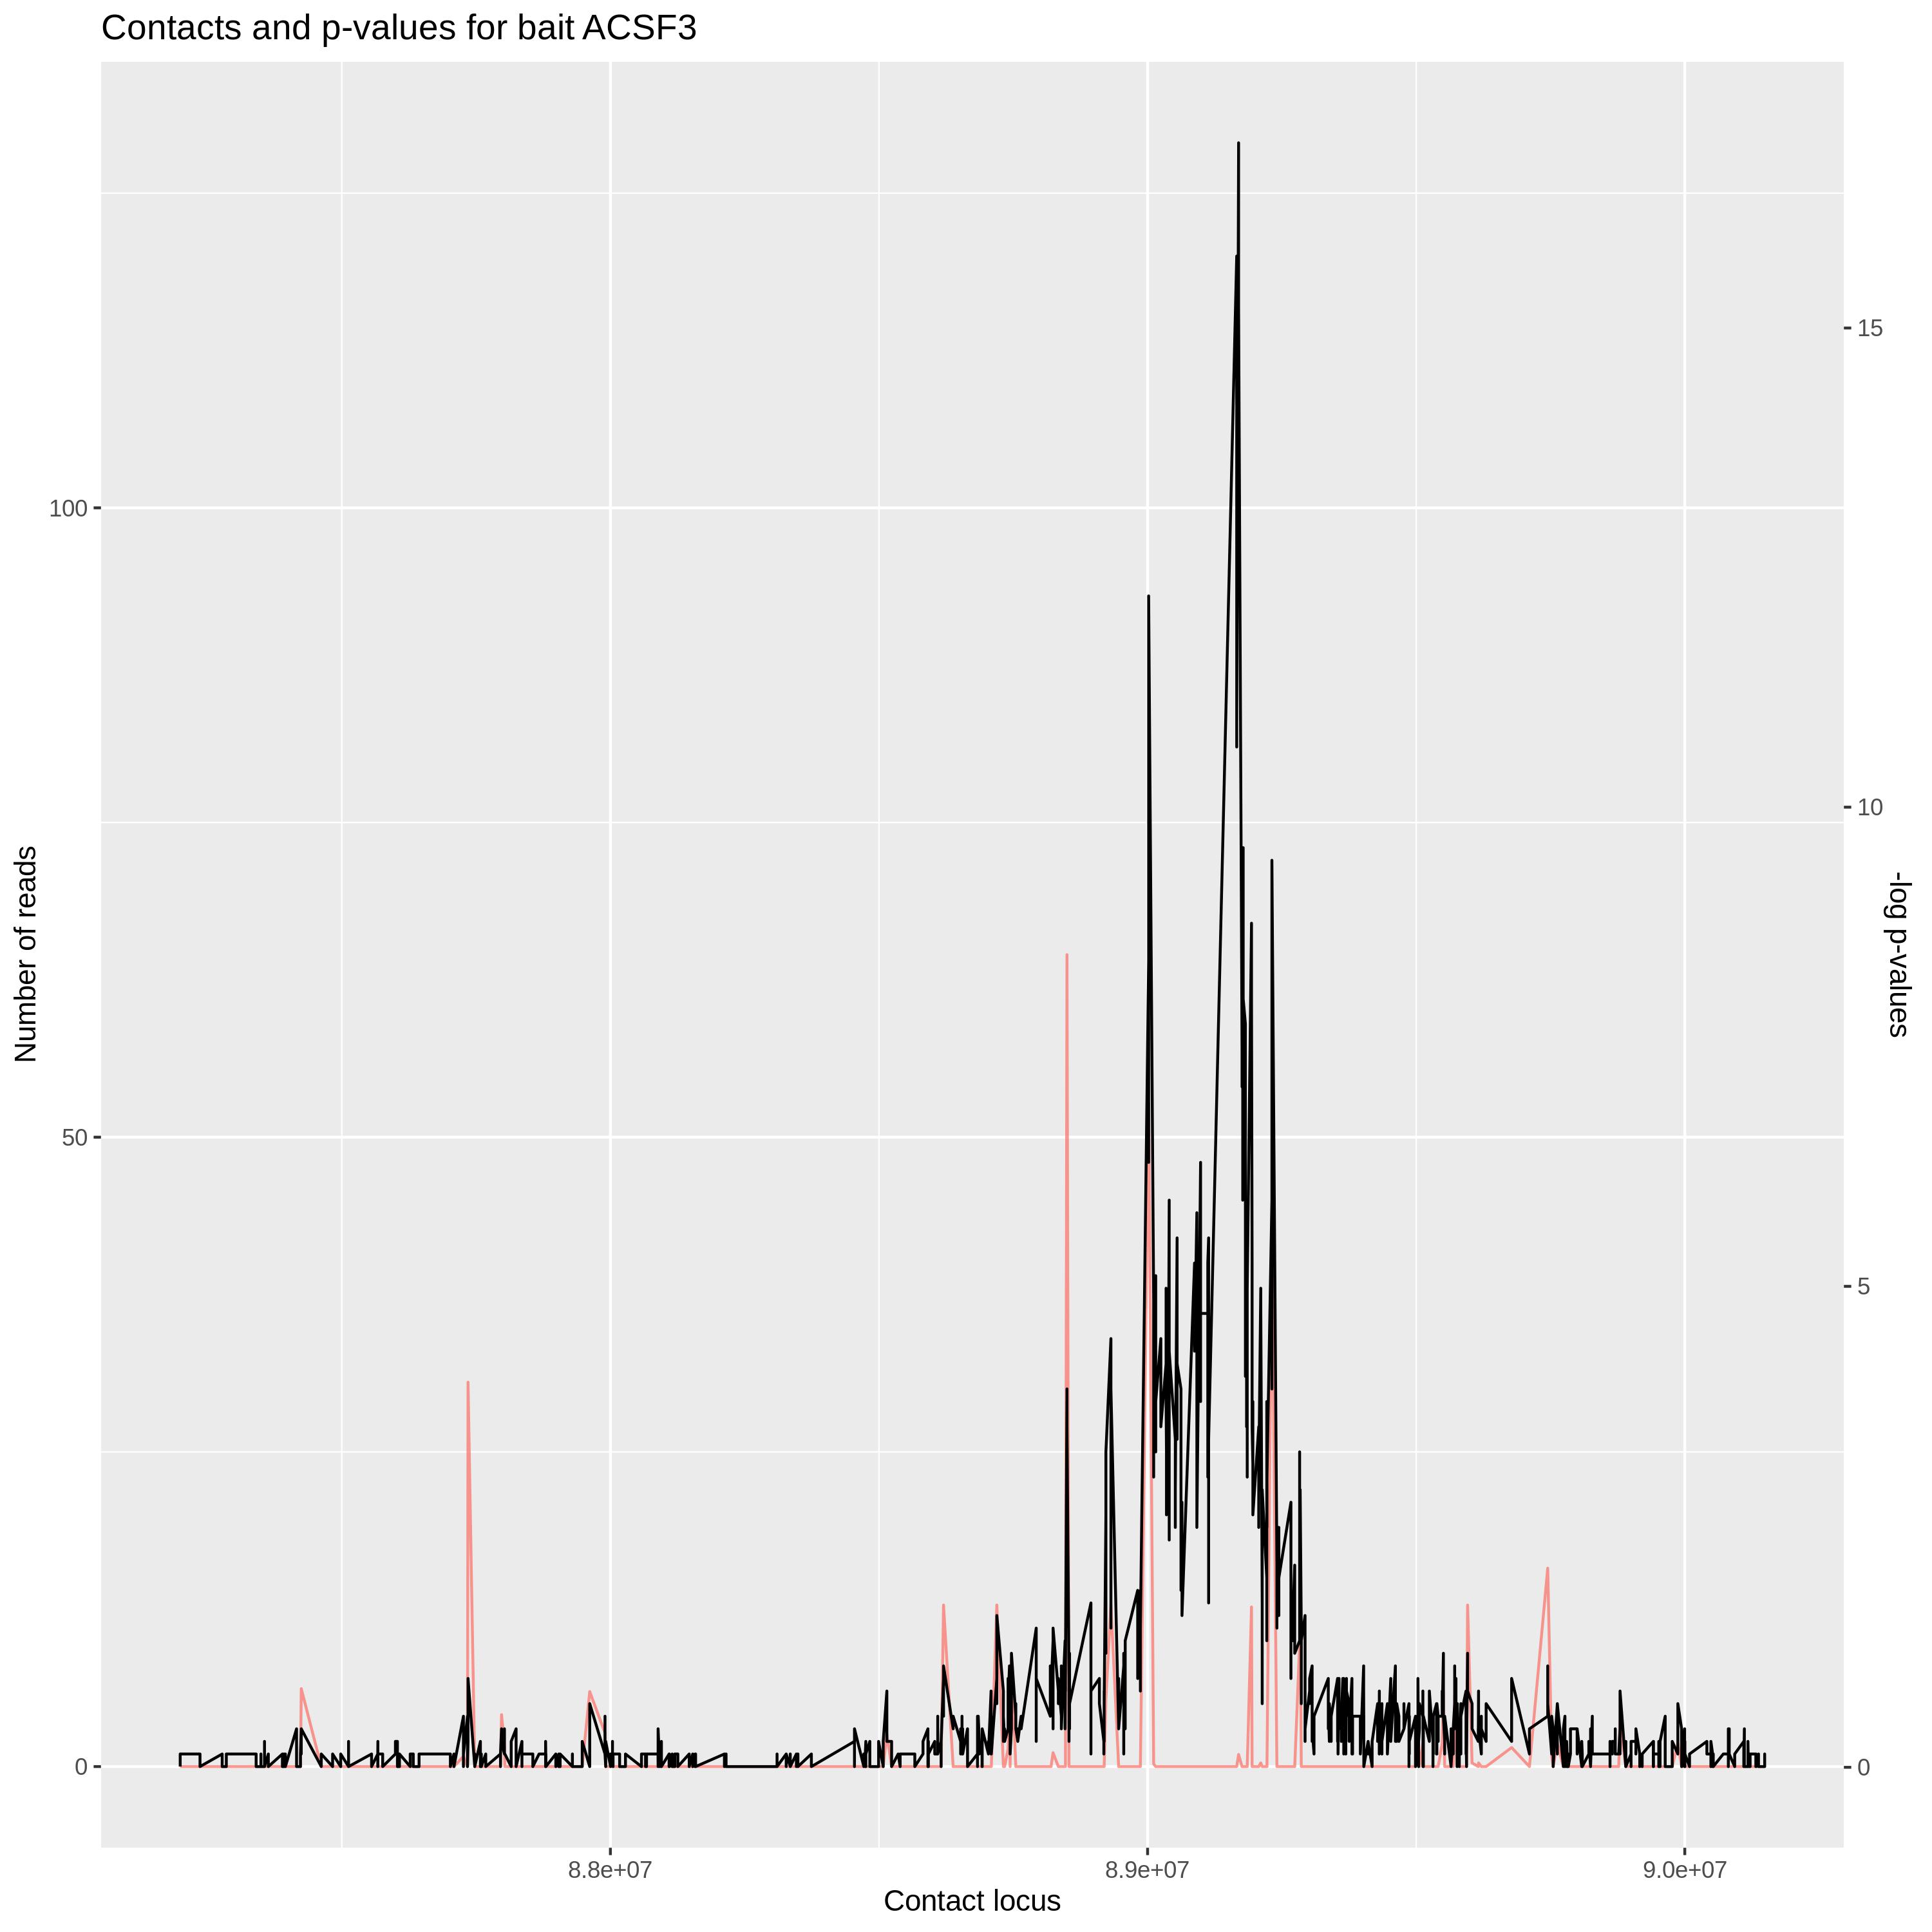 Contacts and p-values for bait ACSF3
100
50
0
Number of reads
15
10
5
0
-log p-values
8.8e+07
8.9e+07
9.0e+07
Contact locus